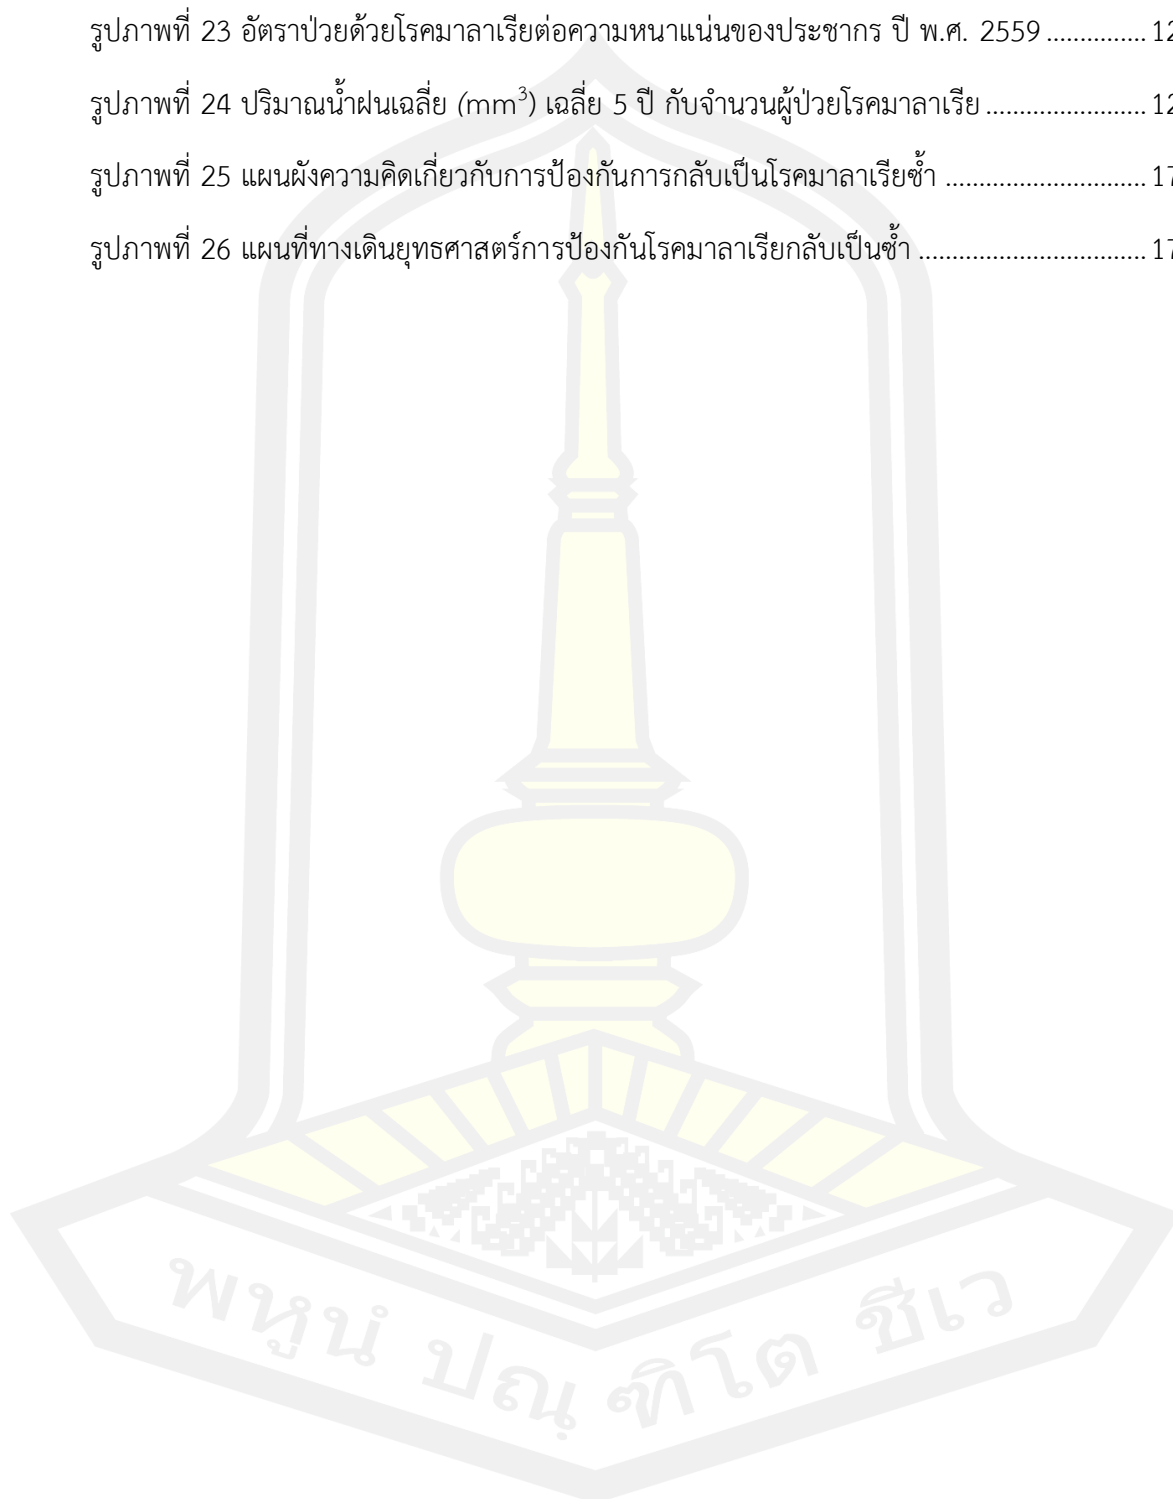 รูปภาพที่ 23 อัตราป่วยด้วยโรคมาลาเรียต่อความหนาแน่นของประชากร ปี พ.ศ. 2559 ............... 12
รูปภาพที่ 24 ปริมาณน้ำฝนเฉลี่ย (mm³) เฉลี่ย 5 ปี กับจำนวนผู้ป่วยโรคมาลาเรีย ........................ 12
รูปภาพที่ 25 แผนผังความคิดเกี่ยวกับการป้องกันการกลับเป็นโรคมาลาเรียซ้ำ ............................. 17
รูปภาพที่ 26 แผนที่ทางเดินยุทธศาสตร์การป้องกันโรคมาลาเรียกลับเป็นซ้ำ ................................. 17
พหูนํ ปณฺฑิโต ชีเว